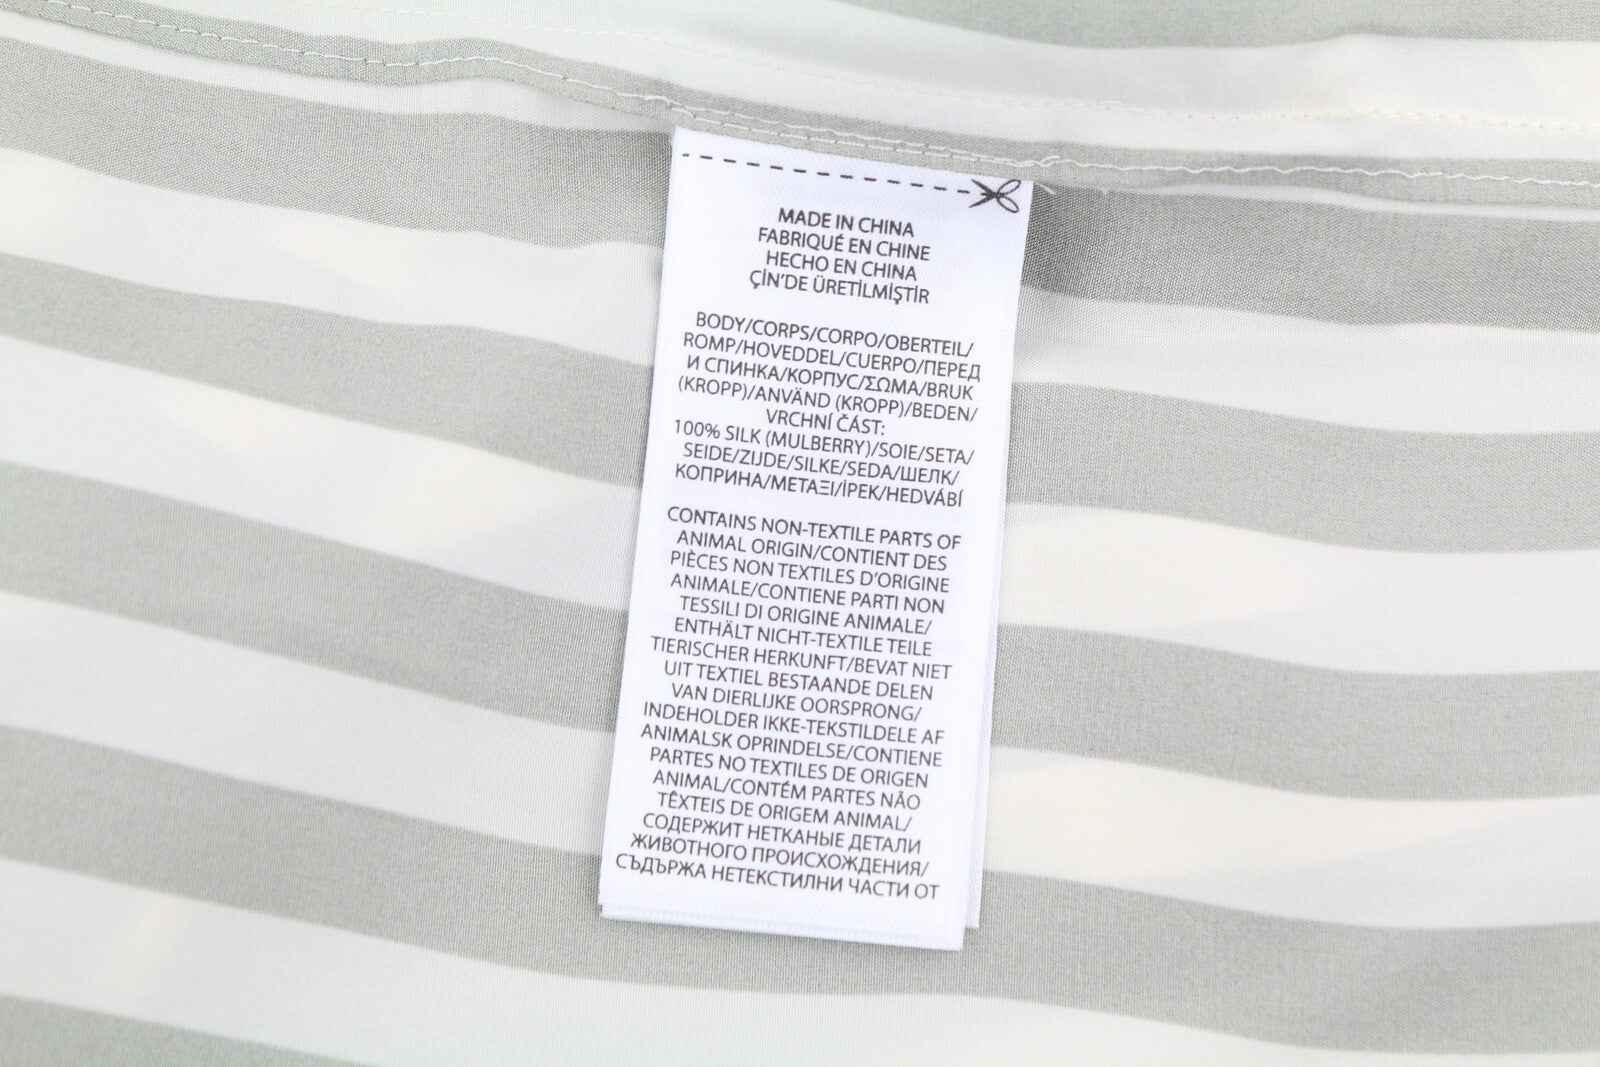 MADE IN CHINA
FABRIQUÉ EN CHINE
HECHO EN CHINA
ÇİN'DE ÜRETİLMİŞTİR
BODY/CORPS/CORPO/OBERTEIL/
ROMP/HOVEDDEL/CUERPO/ПЕРЕД
И СПИНКА/КОРПУС/ΣΩΜΑ/BRUK
(KROPP)/ANVÄND (KROPP)/BEDEN/
VRCHNÍ ČÁST:
100% SILK (MULBERRY)/SOIE/SETA/
SEIDE/ZIJDE/SILKE/SEDA/ШЕЛК/
КОПРИНА/ΜΕΤΑΞΙ/İPEK/HEDVÁBÍ
CONTAINS NON-TEXTILE PARTS OF
ANIMAL ORIGIN/CONTIENT DES
PIÈCES NON TEXTILES D'ORIGINE
ANIMALE/CONTIENE PARTI NON
TESSILI DI ORIGINE ANIMALE/
ENTHÄLT NICHT-TEXTILE TEILE
TIERISCHER HERKUNFT/BEVAT NIET
UIT TEXTIEL BESTAANDE DELEN
VAN DIERLIJKE OORSPRONG/
INDEHOLDER IKKE-TEKSTILDELE AF
ANIMALSK OPRINDELSE/CONTIENE
PARTES NO TEXTILES DE ORIGEN
ANIMAL/CONTÉM PARTES NÃO
TÊXTEIS DE ORIGEM ANIMAL/
СОДЕРЖИТ НЕТКАНЫЕ ДЕТАЛИ
ЖИВОТНОГО ПРОИСХОЖДЕНИЯ/
СЪДЪРЖА НЕТЕКСТИЛНИ ЧАСТИ ОТ